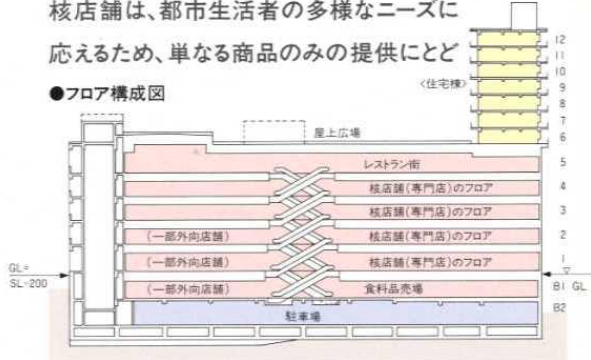 核店舗は、都市生活者の多様なニーズに
応えるため、単なる商品のみの提供にとど
●フロア構成図
〈住宅棟〉
12
11
10
9
8
7
6
屋上広場
レストラン街
5
核店舗(専門店)のフロア
4
核店舗(専門店)のフロア
3
(一部外向店舗)
核店舗(専門店)のフロア
2
(一部外向店舗)
核店舗(専門店)のフロア
1
GL=
SL-200
(一部外向店舗)
食料品売場
B1 GL
駐車場
B2